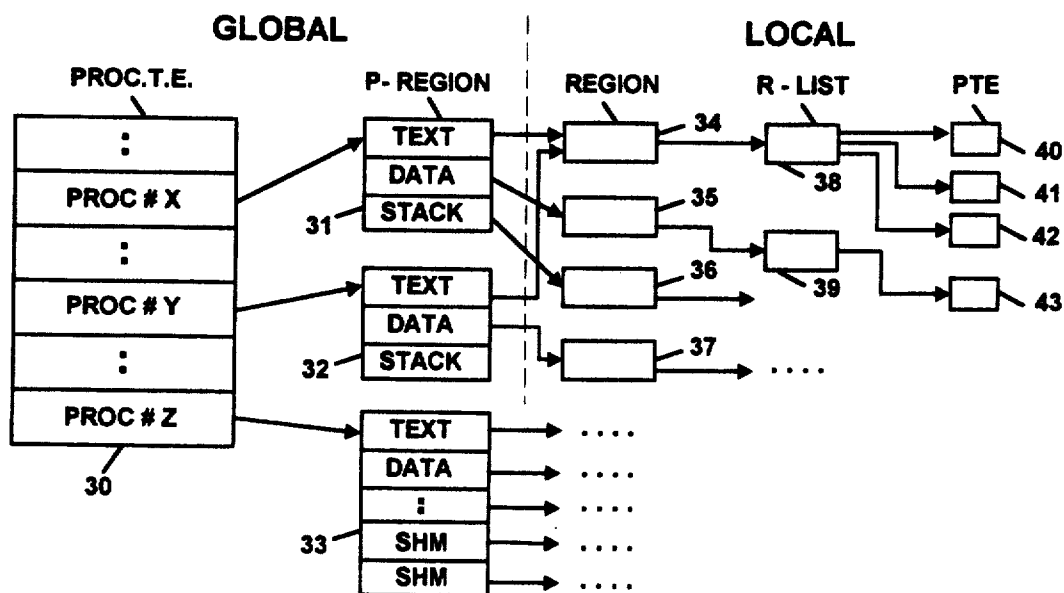 GLOBAL
LOCAL
PROC.T.E.
P- REGION
REGION
R - LIST
PTE
:
PROC # X
:
PROC # Y
:
PROC # Z
30
TEXT
DATA
STACK
31
TEXT
DATA
STACK
32
TEXT
DATA
:
SHM
SHM
33
34
35
36
37
38
39
40
41
42
43
. . . .
. . . .
. . . .
. . . .
. . . .
. . . .